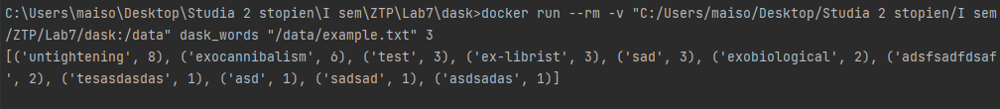 C:\Users\maiso\Desktop\Studia 2 stopien\I sem\ZTP\Lab7\dask>docker run --rm -v "C:/Users/maiso/Desktop/Studia 2 stopien/I sem
/ZTP/Lab7/dask:/data" dask_words "/data/example.txt" 3
[('untightening', 8), ('exocannibalism', 6), ('test', 3), ('ex-librist', 3), ('sad', 3), ('exobiological', 2), ('adsfsadfdsaf
', 2), ('tesasdasdas', 1), ('asd', 1), ('sadsad', 1), ('asdsadas', 1)]